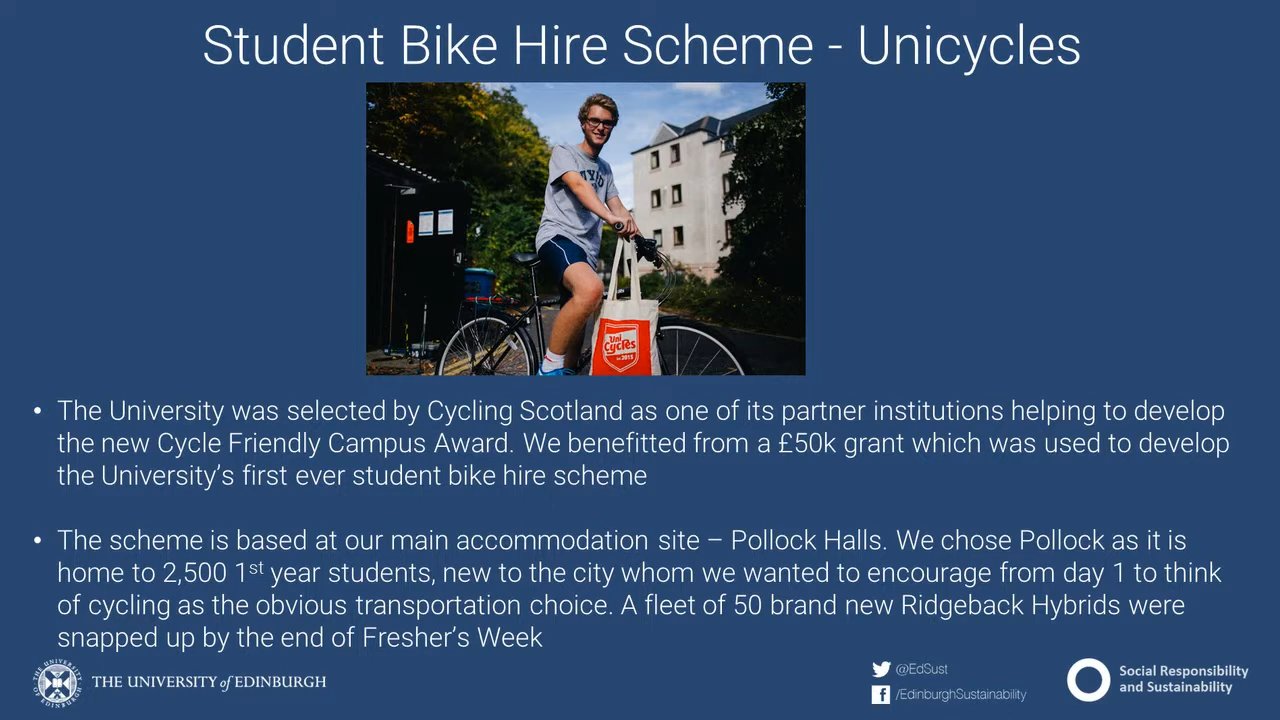 Student Bike Hire Scheme - Unicycles
Uni
Cycles
• The University was selected by Cycling Scotland as one of its partner institutions helping to develop
the new Cycle Friendly Campus Award. We benefitted from a £50k grant which was used to develop
the University’s first ever student bike hire scheme
• The scheme is based at our main accommodation site – Pollock Halls. We chose Pollock as it is
home to 2,500 1st year students, new to the city whom we wanted to encourage from day 1 to think
of cycling as the obvious transportation choice. A fleet of 50 brand new Ridgeback Hybrids were
snapped up by the end of Fresher’s Week
THE UNIVERSITY of EDINBURGH
@EdSust
/EdinburghSustainability
Social Responsibility
and Sustainability